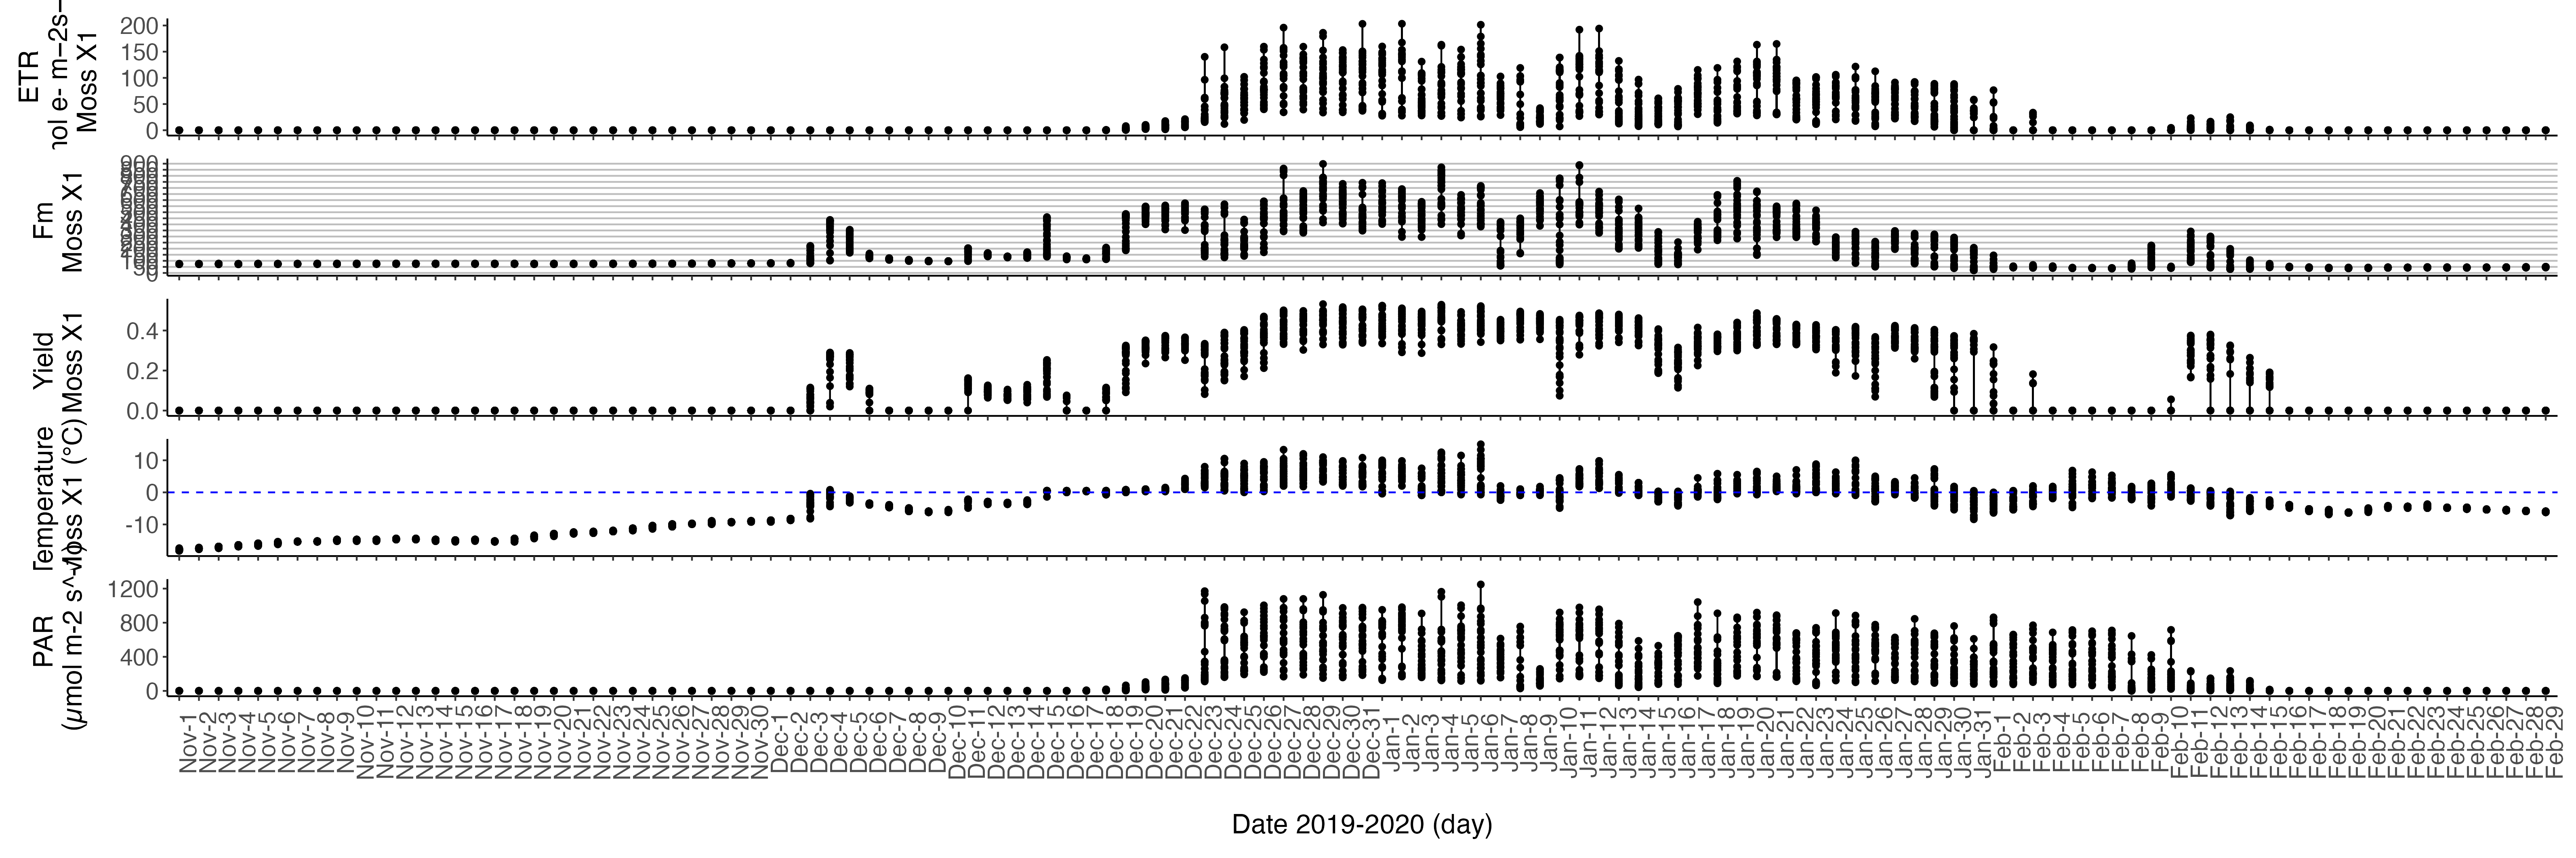 ETR
Moss X1
200
150
100
50
0
Fm
Moss X1
Yield
Moss X1
0.4
0.2
0.0
Temperature
Moss X1 (°C)
10
0
-10
PAR
(µmol m-2 s^-1)
1200
800
400
0
Nov-1
Nov-2
Nov-3
Nov-4
Nov-5
Nov-6
Nov-7
Nov-8
Nov-9
Nov-10
Nov-11
Nov-12
Nov-13
Nov-14
Nov-15
Nov-16
Nov-17
Nov-18
Nov-19
Nov-20
Nov-21
Nov-22
Nov-23
Nov-24
Nov-25
Nov-26
Nov-27
Nov-28
Nov-29
Nov-30
Dec-1
Dec-2
Dec-3
Dec-4
Dec-5
Dec-6
Dec-7
Dec-8
Dec-9
Dec-10
Dec-11
Dec-12
Dec-13
Dec-14
Dec-15
Dec-16
Dec-17
Dec-18
Dec-19
Dec-20
Dec-21
Dec-22
Dec-23
Dec-24
Dec-25
Dec-26
Dec-27
Dec-28
Dec-29
Dec-30
Dec-31
Jan-1
Jan-2
Jan-3
Jan-4
Jan-5
Jan-6
Jan-7
Jan-8
Jan-9
Jan-10
Jan-11
Jan-12
Jan-13
Jan-14
Jan-15
Jan-16
Jan-17
Jan-18
Jan-19
Jan-20
Jan-21
Jan-22
Jan-23
Jan-24
Jan-25
Jan-26
Jan-27
Jan-28
Jan-29
Jan-30
Jan-31
Feb-1
Feb-2
Feb-3
Feb-4
Feb-5
Feb-6
Feb-7
Feb-8
Feb-9
Feb-10
Feb-11
Feb-12
Feb-13
Feb-14
Feb-15
Feb-16
Feb-17
Feb-18
Feb-19
Feb-20
Feb-21
Feb-22
Feb-23
Feb-24
Feb-25
Feb-26
Feb-27
Feb-28
Feb-29
Date 2019-2020 (day)